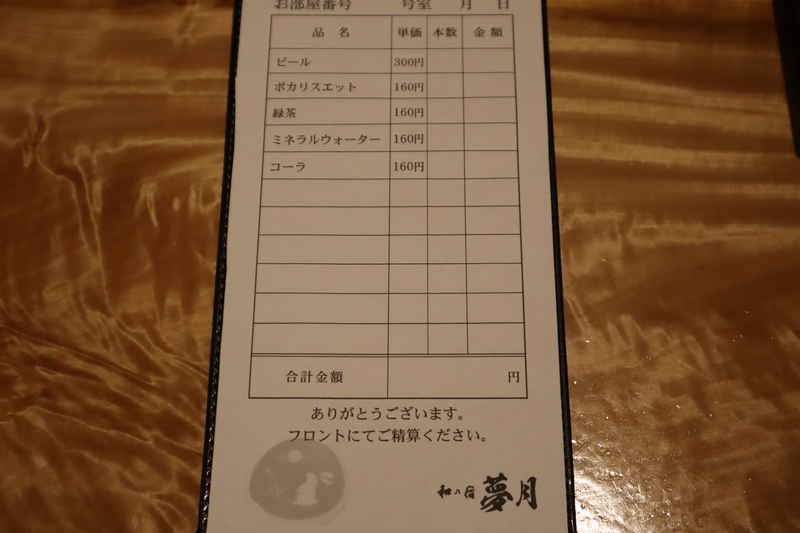 お部屋番号 号室 月 日
品 名 単価 本数 金 額
ビール 300円
ポカリスエット 160円
緑茶 160円
ミネラルウォーター 160円
コーラ 160円
合計金額 円
ありがとうございます。
フロントにてご精算ください。
和の宿 夢月